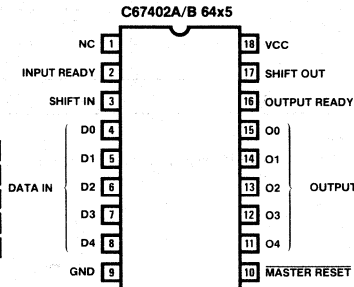 C67402A/B 64x5
NC 1 18 VCC
INPUT READY 2 17 SHIFT OUT
SHIFT IN 3 16 OUTPUT READY
D0 4 15 O0
D1 5 14 O1
DATA IN D2 6 13 O2 OUTPUT
D3 7 12 O3
D4 8 11 O4
GND 9 10 MASTER RESET